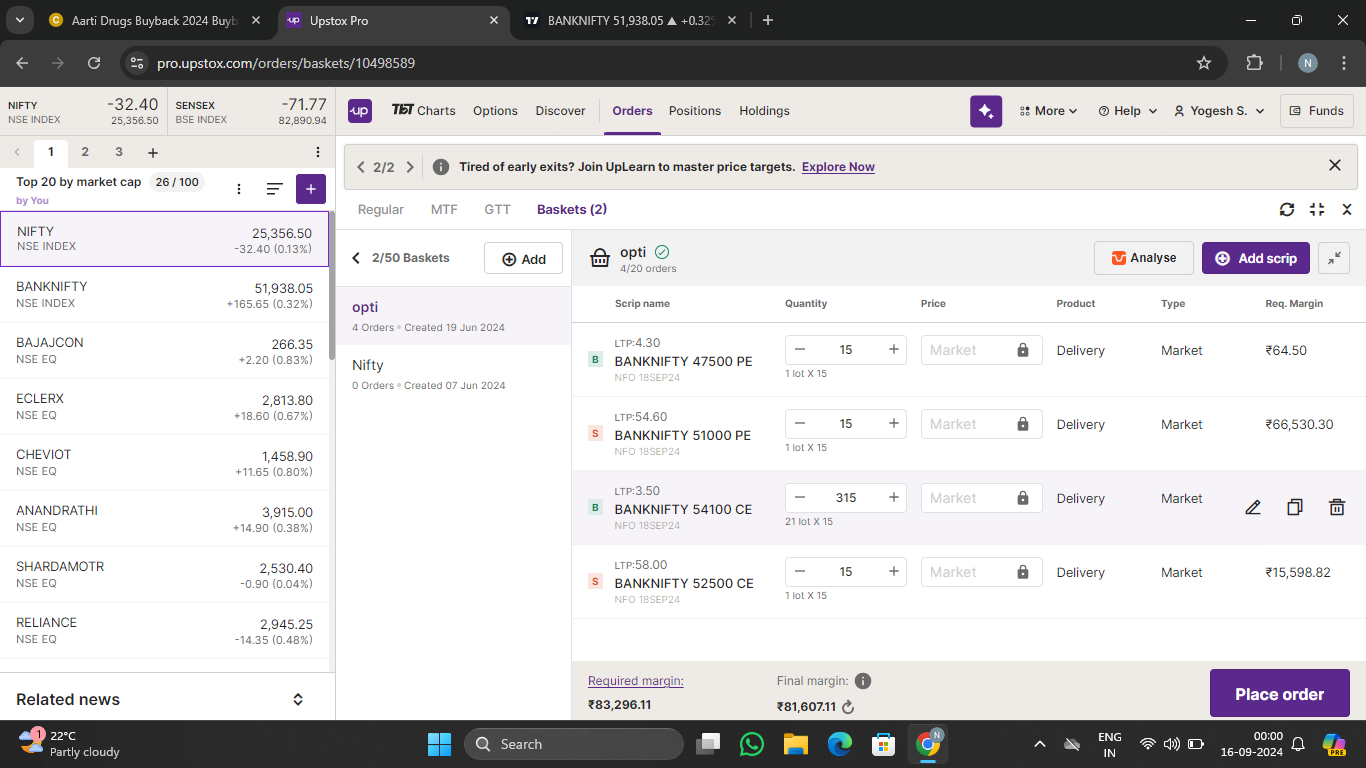 Aarti Drugs Buyback 2024 Buyb
Upstox Pro
BANKNIFTY 51,938.05 ▲ +0.32%
pro.upstox.com/orders/baskets/10498589
N
NIFTY -32.40
NSE INDEX 25,356.50
SENSEX -71.77
BSE INDEX 82,890.94
up
TBT Charts
Options
Discover
Orders
Positions
Holdings
More
Help
Yogesh S.
Funds
1 2 3 +
2/2
Tired of early exits? Join UpLearn to master price targets. Explore Now
Top 20 by market cap 26 / 100
by You
Regular
MTF
GTT
Baskets (2)
NIFTY 25,356.50
NSE INDEX -32.40 (0.13%)
BANKNIFTY 51,938.05
NSE INDEX +165.65 (0.32%)
BAJAJCON 266.35
NSE EQ +2.20 (0.83%)
ECLERX 2,813.80
NSE EQ +18.60 (0.67%)
CHEVIOT 1,458.90
NSE EQ +11.65 (0.80%)
ANANDRATHI 3,915.00
NSE EQ +14.90 (0.38%)
SHARDAMOTR 2,530.40
NSE EQ -0.90 (0.04%)
RELIANCE 2,945.25
NSE EQ -14.35 (0.48%)
Related news
2/50 Baskets
Add
opti
4 Orders • Created 19 Jun 2024
Nifty
0 Orders • Created 07 Jun 2024
opti
4/20 orders
Analyse
Add scrip
Scrip name Quantity Price Product Type Req. Margin
LTP:4.30
B BANKNIFTY 47500 PE − 15 + Market Delivery Market ₹64.50
NFO 18SEP24 1 lot X 15
LTP:54.60
S BANKNIFTY 51000 PE − 15 + Market Delivery Market ₹66,530.30
NFO 18SEP24 1 lot X 15
LTP:3.50
B BANKNIFTY 54100 CE − 315 + Market Delivery Market
NFO 18SEP24 21 lot X 15
LTP:58.00
S BANKNIFTY 52500 CE − 15 + Market Delivery Market ₹15,598.82
NFO 18SEP24 1 lot X 15
Required margin:
₹83,296.11
Final margin:
₹81,607.11
Place order
1
22°C
Partly cloudy
Search
N
ENG
IN
00:00
16-09-2024
PRE